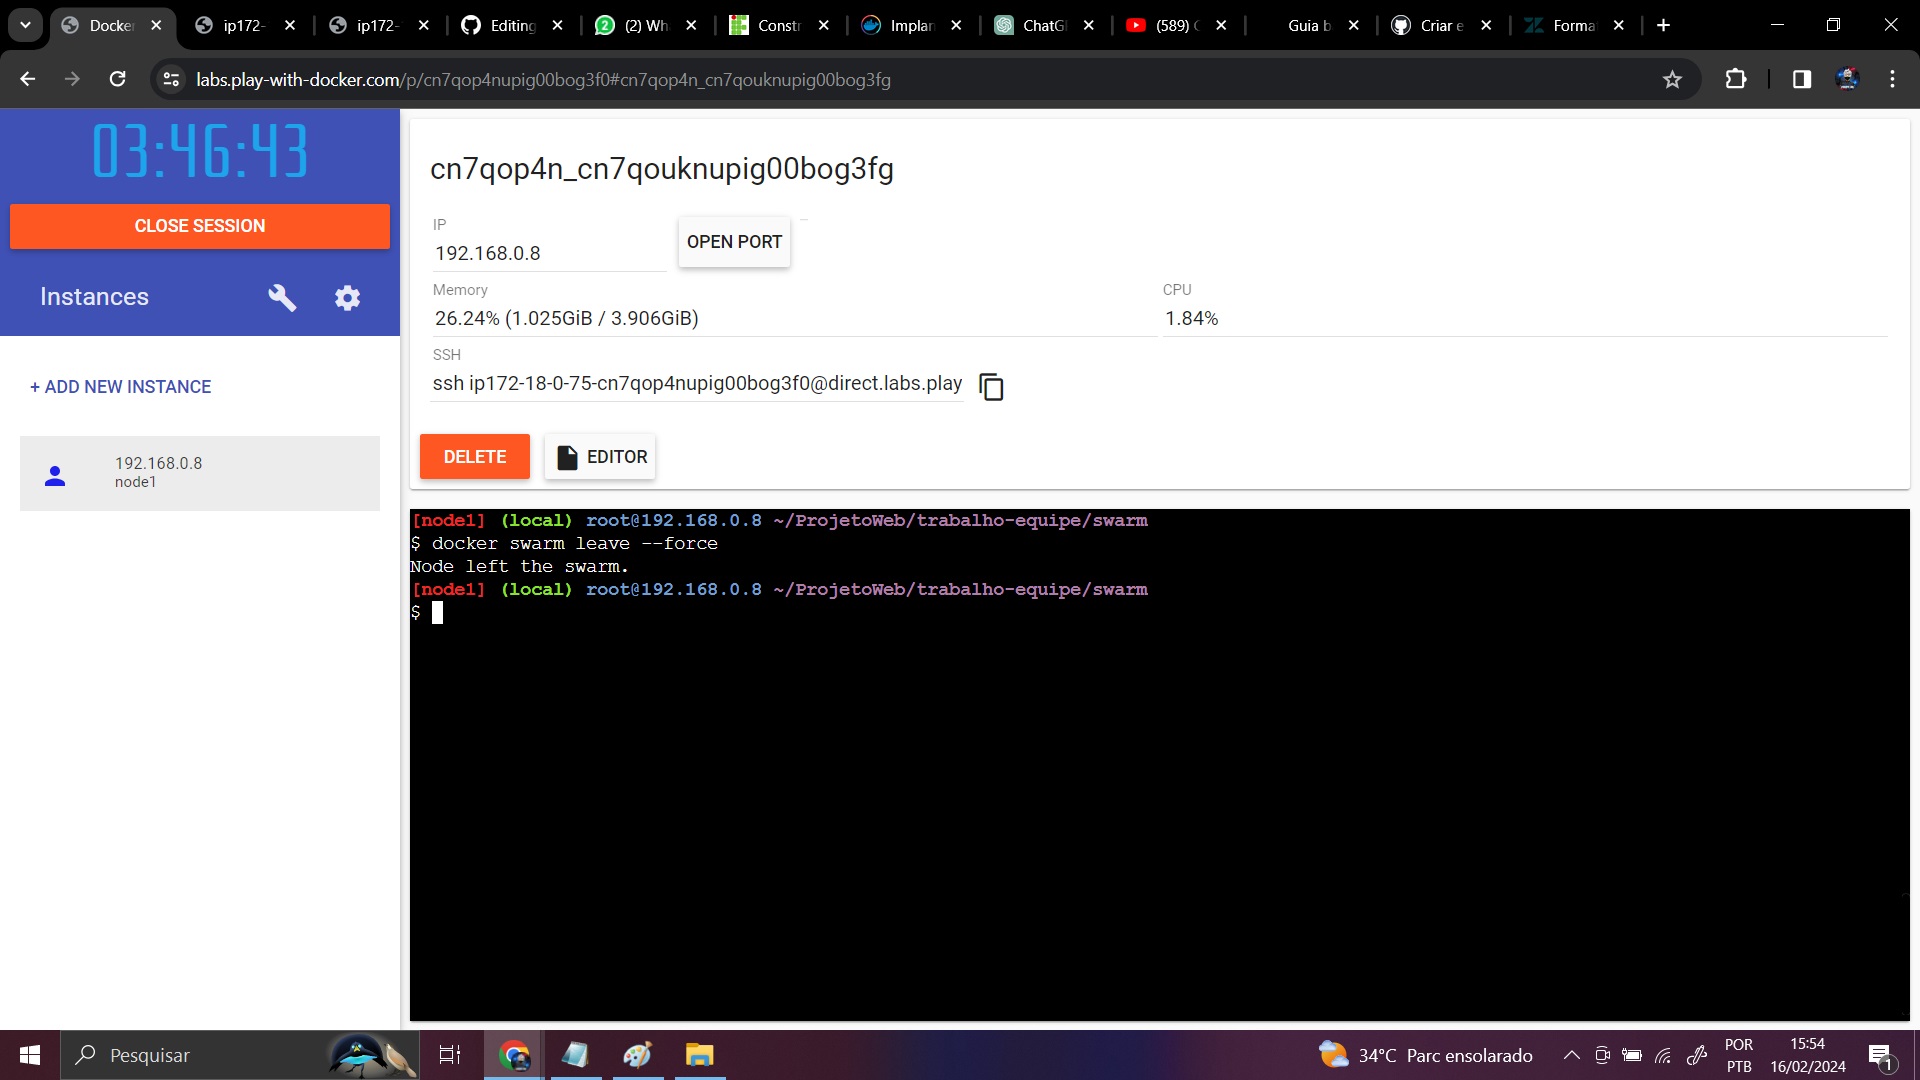 Docker
ip172-
ip172-
Editing
(2) Wh
Constr
Implan
ChatGP
(589)
Guia b
Criar e
Forma
labs.play-with-docker.com/p/cn7qop4nupig00bog3f0#cn7qop4n_cn7qouknupig00bog3fg
03:46:43
CLOSE SESSION
Instances
+ ADD NEW INSTANCE
192.168.0.8
node1
cn7qop4n_cn7qouknupig00bog3fg
IP
192.168.0.8
OPEN PORT
Memory
26.24% (1.025GiB / 3.906GiB)
CPU
1.84%
SSH
ssh ip172-18-0-75-cn7qop4nupig00bog3f0@direct.labs.play
DELETE
EDITOR
[node1] (local) root@192.168.0.8 ~/ProjetoWeb/trabalho-equipe/swarm
$ docker swarm leave --force
Node left the swarm.
[node1] (local) root@192.168.0.8 ~/ProjetoWeb/trabalho-equipe/swarm
$
Pesquisar
34°C Parc ensolarado
POR
PTB
15:54
16/02/2024
1